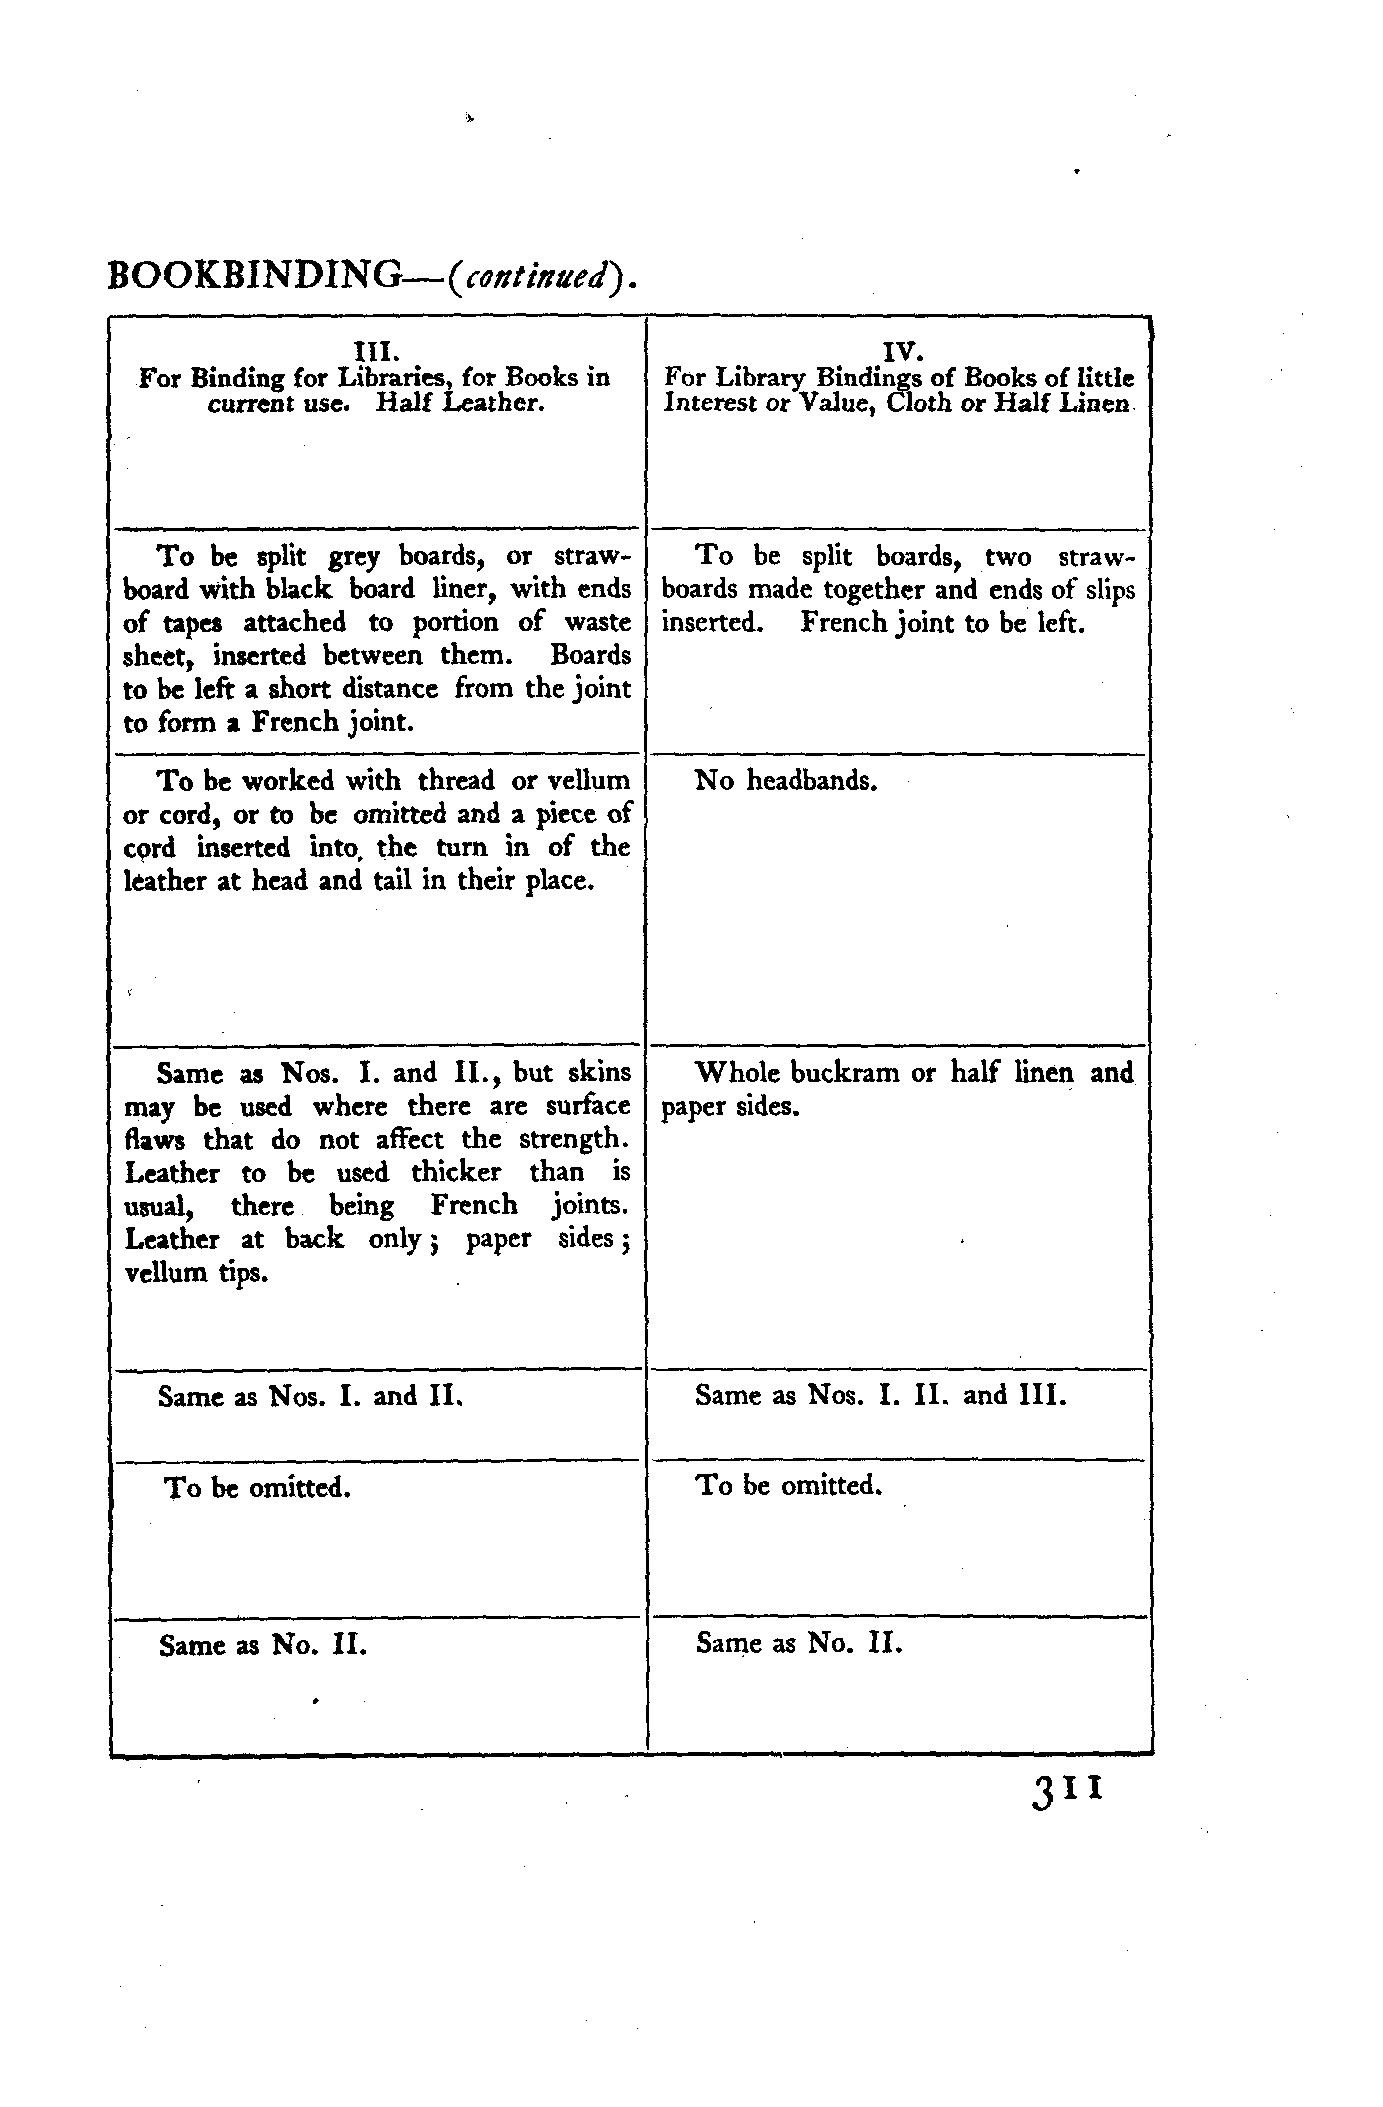 BOOKBINDING—(continued).
III.
For Binding for Libraries, for Books in
current use. Half Leather.
To be split grey boards, or straw-
board with black board liner, with ends
of tapes attached to portion of waste
sheet, inserted between them. Boards
to be left a short distance from the joint
to form a French joint.
To be worked with thread or vellum
or cord, or to be omitted and a piece of
cord inserted into the turn in of the
leather at head and tail in their place.
Same as Nos. I. and II., but skins
may be used where there are surface
flaws that do not affect the strength.
Leather to be used thicker than is
usual, there being French joints.
Leather at back only; paper sides;
vellum tips.
Same as Nos. I. and II.
To be omitted.
Same as No. II.
IV.
For Library Bindings of Books of little
Interest or Value, Cloth or Half Linen
To be split boards, two straw-
boards made together and ends of slips
inserted. French joint to be left.
No headbands.
Whole buckram or half linen and
paper sides.
Same as Nos. I. II. and III.
To be omitted.
Same as No. II.
311